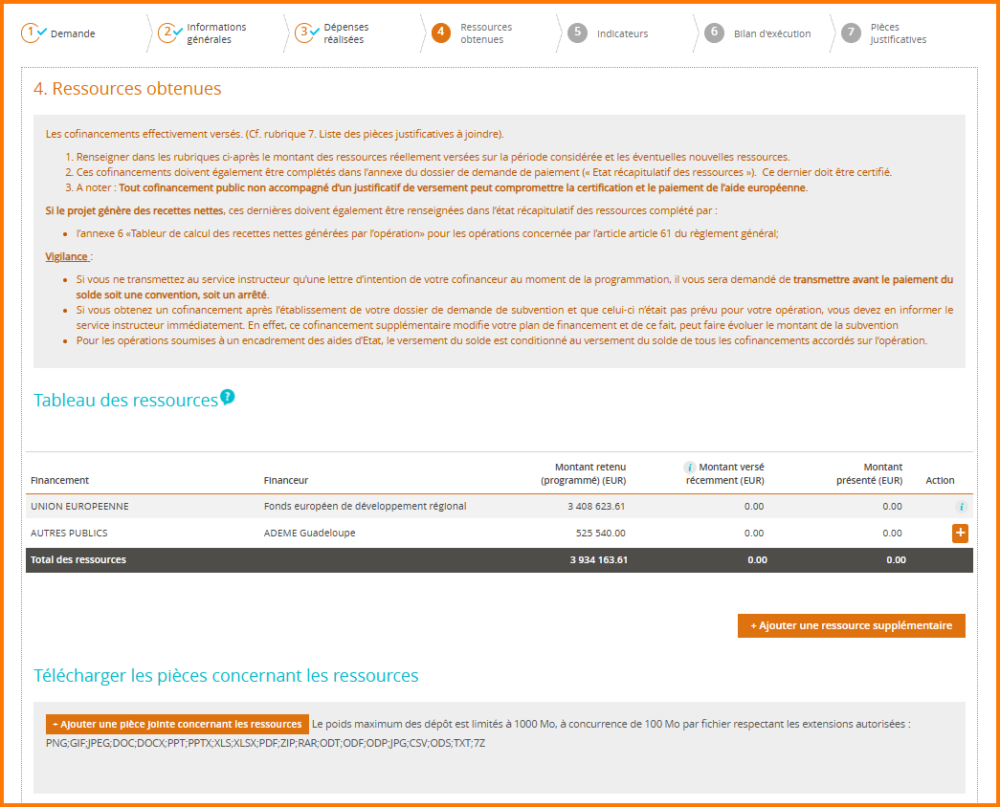 1 Demande
2 Informations
générales
3 Dépenses
réalisées
4 Ressources
obtenues
5 Indicateurs
6 Bilan d'exécution
7 Pièces
justificatives
4. Ressources obtenues
Les cofinancements effectivement versés. (Cf. rubrique 7. Liste des pièces justificatives à joindre).
1. Renseigner dans les rubriques ci-après le montant des ressources réellement versées sur la période considérée et les éventuelles nouvelles ressources.
2. Ces cofinancements doivent également être complétés dans l’annexe du dossier de demande de paiement (« Etat récapitulatif des ressources »). Ce dernier doit être certifié.
3. A noter : Tout cofinancement public non accompagné d’un justificatif de versement peut compromettre la certification et le paiement de l’aide européenne.
Si le projet génère des recettes nettes, ces dernières doivent également être renseignées dans l’état récapitulatif des ressources complété par :
• l’annexe 6 «Tableur de calcul des recettes nettes générées par l’opération» pour les opérations concernée par l’article article 61 du règlement général;
Vigilance :
• Si vous ne transmettez au service instructeur qu’une lettre d’intention de votre cofinanceur au moment de la programmation, il vous sera demandé de transmettre avant le paiement du
solde soit une convention, soit un arrêté.
• Si vous obtenez un cofinancement après l’établissement de votre dossier de demande de subvention et que celui-ci n’était pas prévu pour votre opération, vous devez en informer le
service instructeur immédiatement. En effet, ce cofinancement supplémentaire modifie votre plan de financement et de ce fait, peut faire évoluer le montant de la subvention
• Pour les opérations soumises à un encadrement des aides d’Etat, le versement du solde est conditionné au versement du solde de tous les cofinancements accordés sur l’opération.
Tableau des ressources ?
Montant retenu i Montant versé Montant
Financement Financeur (programmé) (EUR) récemment (EUR) présenté (EUR) Action
UNION EUROPEENNE Fonds européen de développement régional 3 408 623.61 0.00 0.00 i
AUTRES PUBLICS ADEME Guadeloupe 525 540.00 0.00 0.00 +
Total des ressources 3 934 163.61 0.00 0.00
+ Ajouter une ressource supplémentaire
Télécharger les pièces concernant les ressources
+ Ajouter une pièce jointe concernant les ressources Le poids maximum des dépôt est limités à 1000 Mo, à concurrence de 100 Mo par fichier respectant les extensions autorisées :
PNG;GIF;JPEG;DOC;DOCX;PPT;PPTX;XLS;XLSX;PDF;ZIP;RAR;ODT;ODF;ODP;JPG;CSV;ODS;TXT;7Z